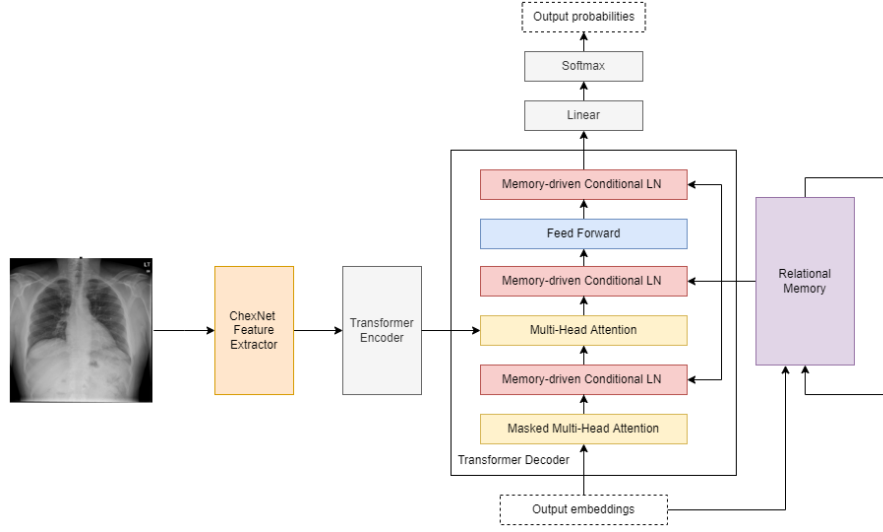 Output probabilities
Softmax
Linear
Memory-driven Conditional LN
Feed Forward
Memory-driven Conditional LN
Multi-Head Attention
Memory-driven Conditional LN
Masked Multi-Head Attention
Transformer Decoder
Output embeddings
LT
ChexNet
Feature
Extractor
Transformer
Encoder
Relational
Memory